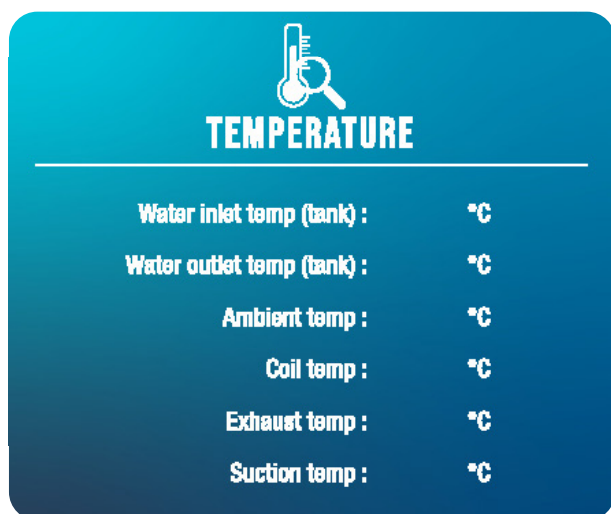 TEMPERATURE
Water inlet temp (tank) : °C
Water outlet temp (tank) : °C
Ambient temp : °C
Coil temp : °C
Exhaust temp : °C
Suction temp : °C